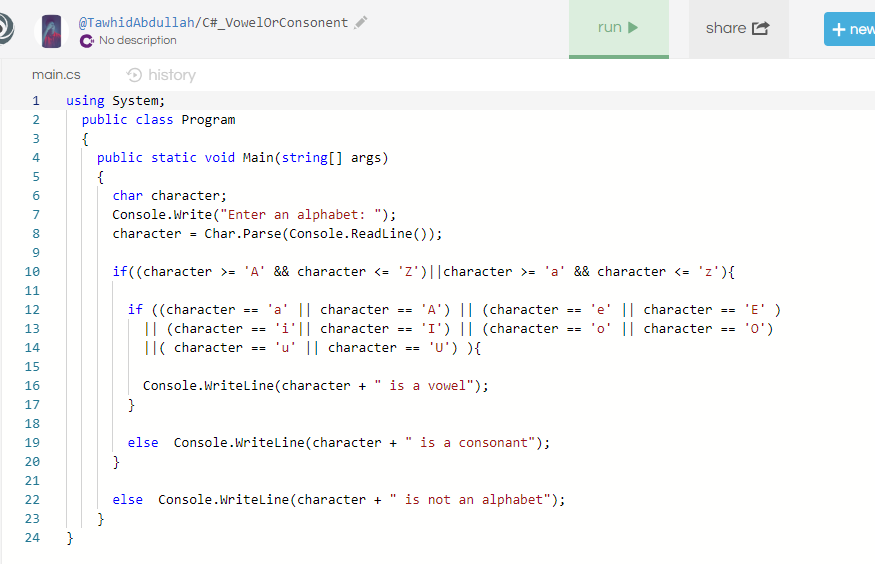 @TawhidAbdullah/C#_VowelOrConsonent
No description
run
share
+ new
main.cs
history
1 using System;
2 public class Program
3 {
4 public static void Main(string[] args)
5 {
6 char character;
7 Console.Write("Enter an alphabet: ");
8 character = Char.Parse(Console.ReadLine());
9
10 if((character >= 'A' && character <= 'Z')||character >= 'a' && character <= 'z'){
11
12 if ((character == 'a' || character == 'A') || (character == 'e' || character == 'E' )
13 || (character == 'i'|| character == 'I') || (character == 'o' || character == 'O')
14 ||( character == 'u' || character == 'U') ){
15
16 Console.WriteLine(character + " is a vowel");
17 }
18
19 else  Console.WriteLine(character + " is a consonant");
20 }
21
22 else  Console.WriteLine(character + " is not an alphabet");
23 }
24 }